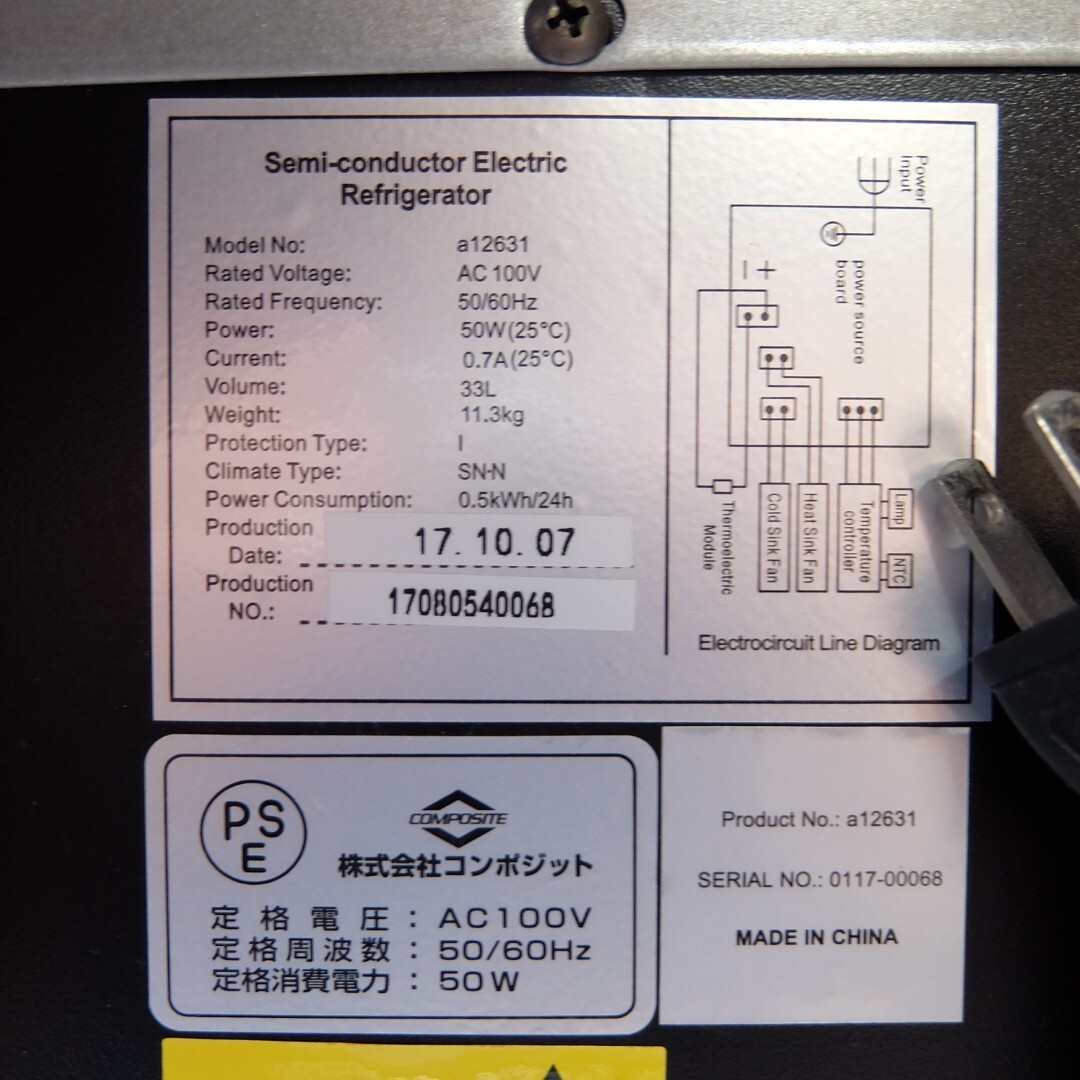 Semi-conductor Electric
Refrigerator
Model No: a12631
Rated Voltage: AC 100V
Rated Frequency: 50/60Hz
Power: 50W(25°C)
Current: 0.7A(25°C)
Volume: 33L
Weight: 11.3kg
Protection Type: I
Climate Type: SN-N
Power Consumption: 0.5kWh/24h
Production
Date: 17. 10. 07
Production
NO.: 17080540068
Power
Input
power source
board
+
−
Lamp
NTC
Temperature
controller
Heat Sink Fan
Cold Sink Fan
Thermoelectric
Module
Electrocircuit Line Diagram
PS
E
COMPOSITE
株式会社コンポジット
定格電圧：AC100V
定格周波数：50/60Hz
定格消費電力：50W
Product No.: a12631
SERIAL NO.: 0117-00068
MADE IN CHINA